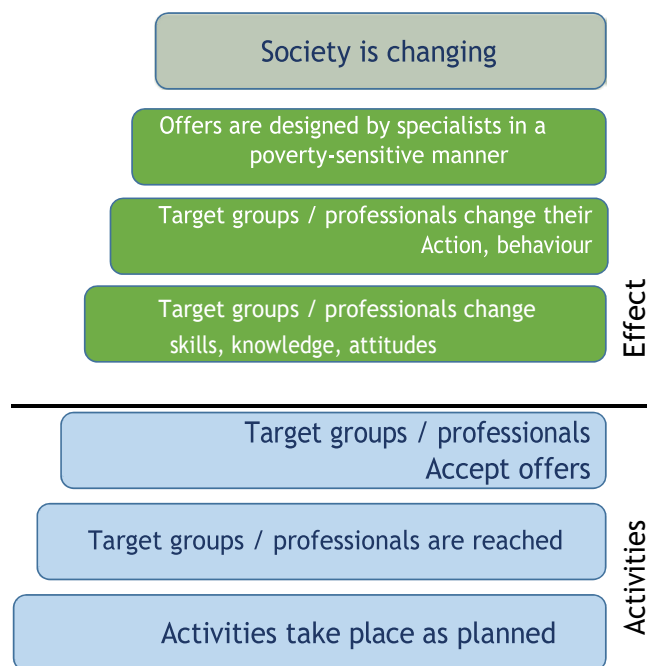 Society is changing
Offers are designed by specialists in a
poverty-sensitive manner
Target groups / professionals change their
Action, behaviour
Target groups / professionals change
skills, knowledge, attitudes
Effect
Target groups / professionals
Accept offers
Target groups / professionals are reached
Activities take place as planned
Activities